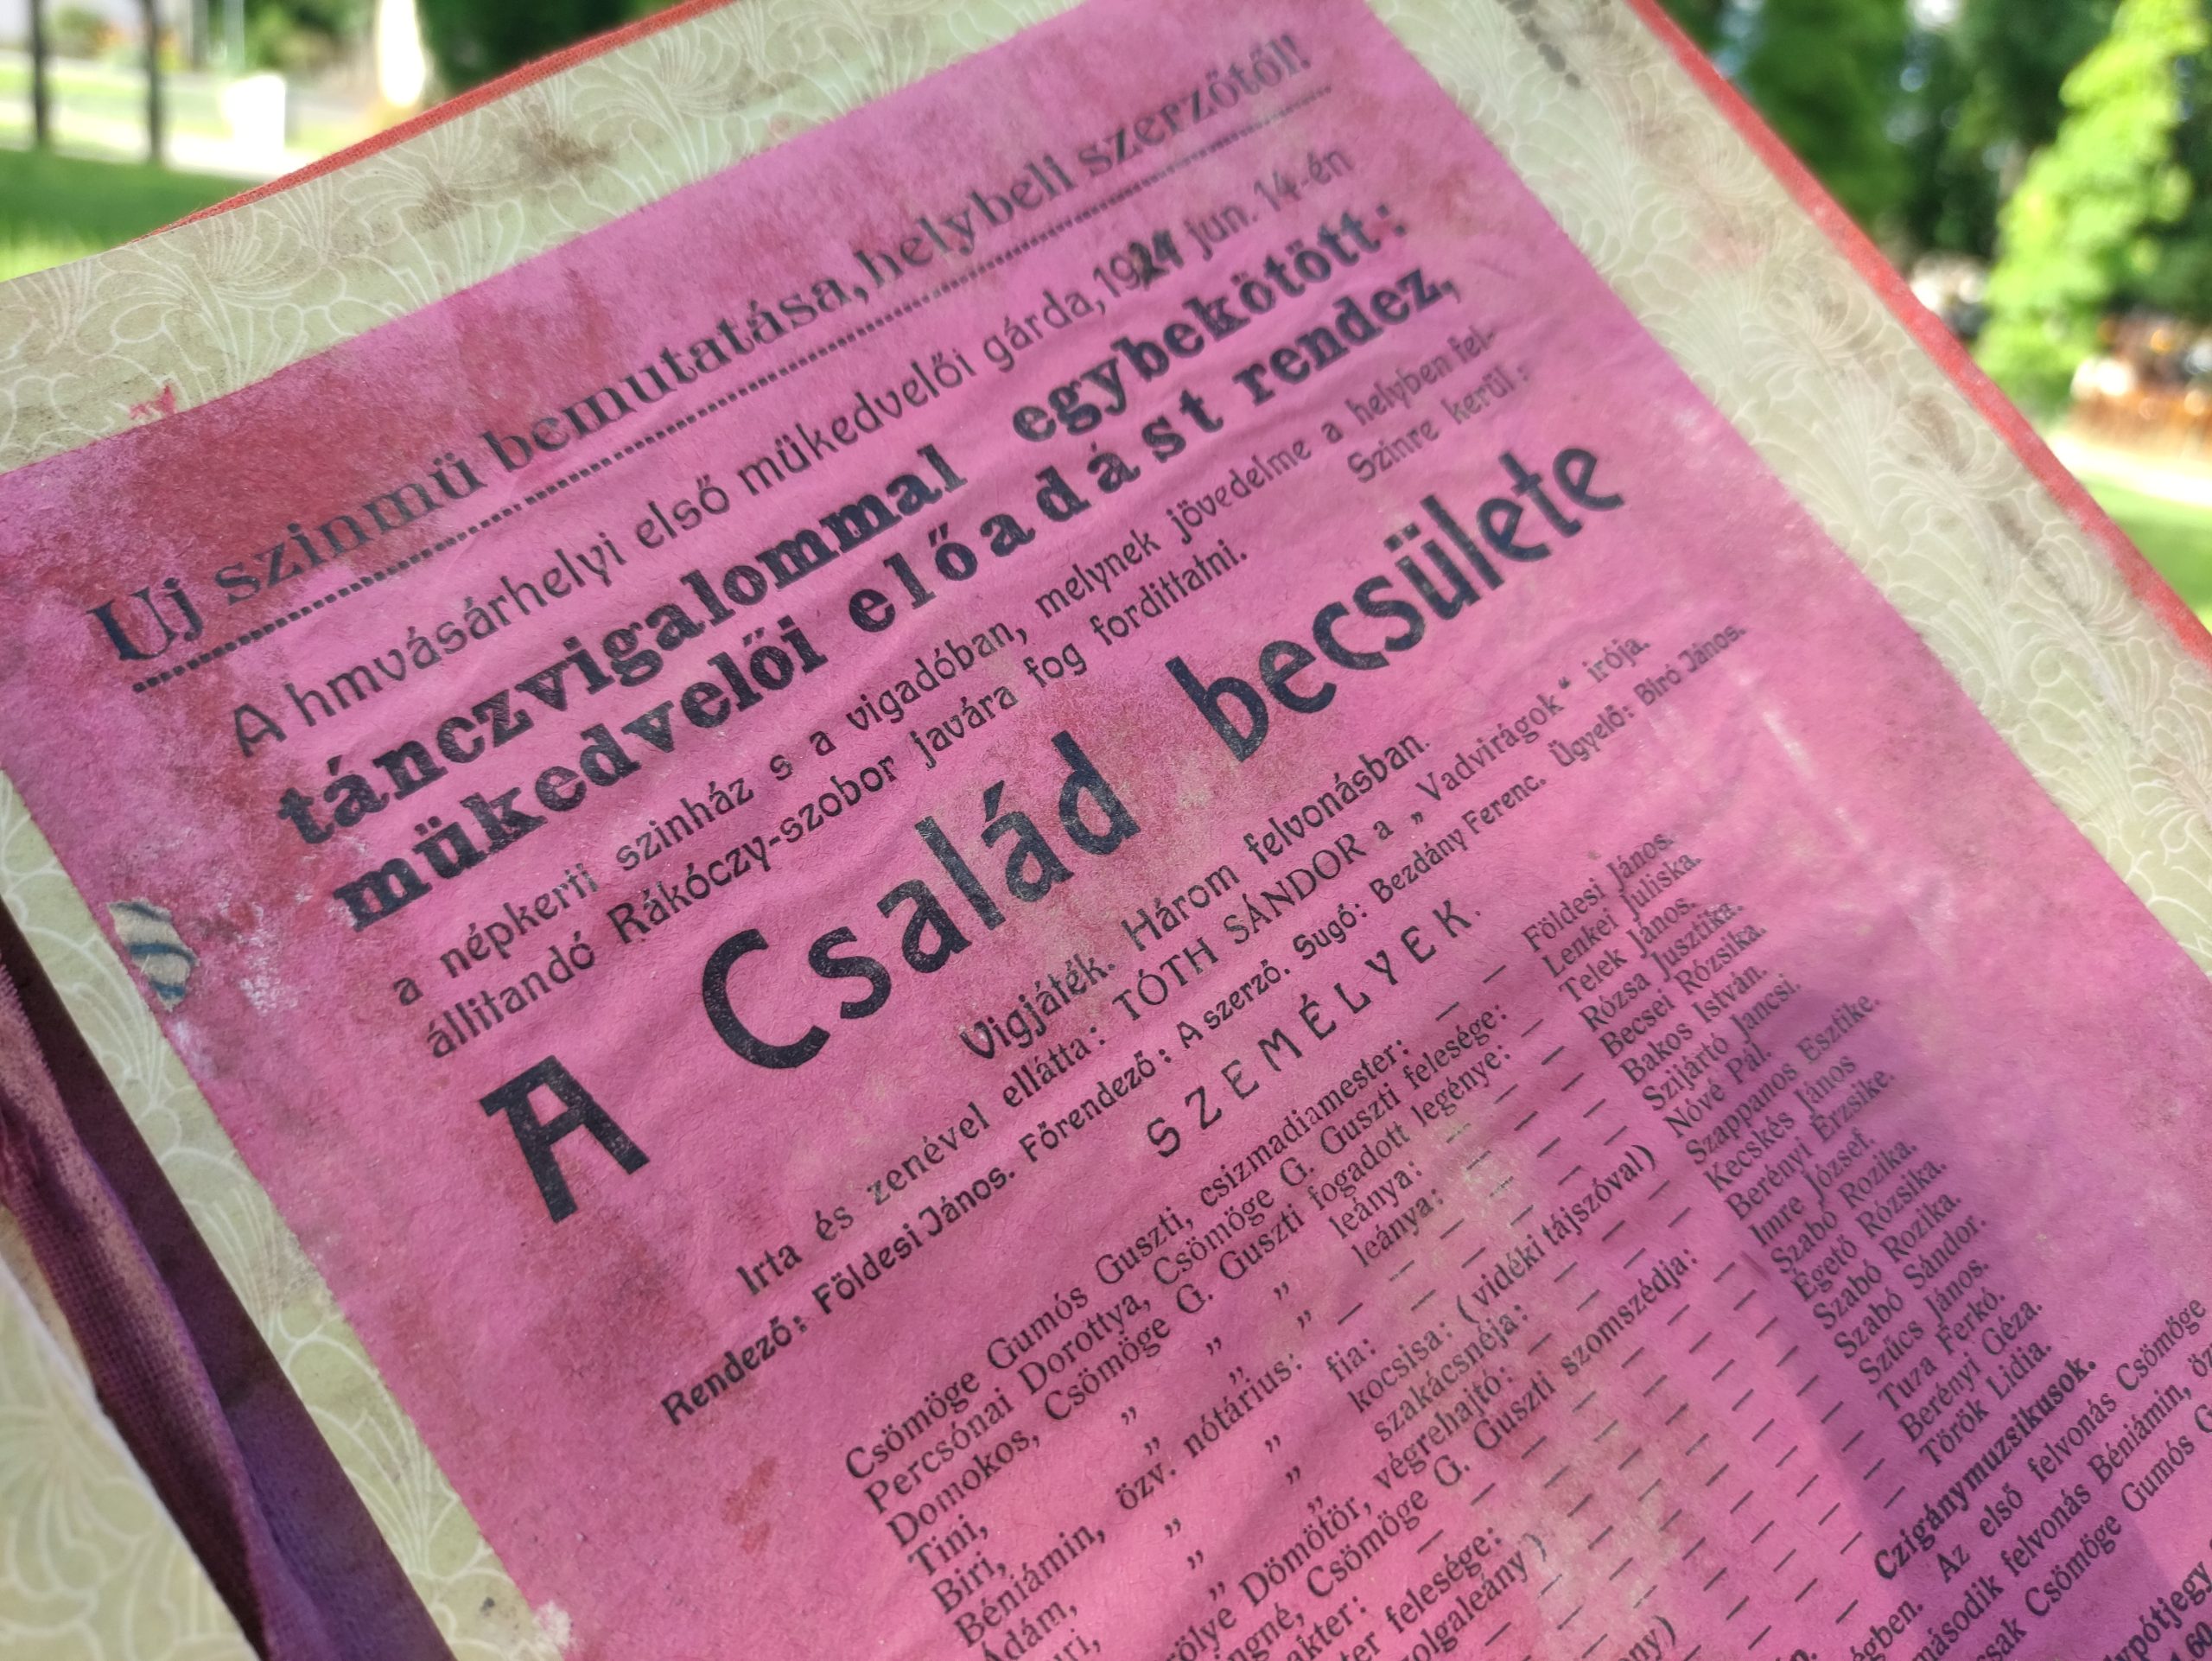 Uj szinmü bemutatása, helybeli szerzőtől!
A hmvásárhelyi első műkedvelői gárda, 1924 jun. 14-én
tánczvigalommal egybekötött:
mükedvelői előadást rendez,
a népkerti szinház s a vigadóban, melynek jövedelme a helyben fel-
állitandó Rákóczy-szobor javára fog fordittatni. Szinre kerül:
A Család becsülete
Vigjáték. Három felvonásban.
Irta és zenével ellátta: TÓTH SÁNDOR a „Vadvirágok“ irója.
Rendező: Földesi János. Főrendező: A szerző. Sugó: Bezdány Ferenc. Ügyelő: Biró János.
SZEMÉLYEK.
Csömöge Gumós Guszti, csizmadiamester: — — Földesi János.
Percsónai Dorottya, Csömöge G. Guszti felesége: Lenkei Juliska.
Domokos, Csömöge G. Guszti fogadott legénye: — Telek János.
Tini, „ „ „ leánya: — — Rózsa Jusztika.
Biri, „ „ „ leánya: — — Becsei Rózsika.
Béniámin, özv. nótárius: — — — — Bakos István.
Ádám, „ „ fia: — — — — Szijártó Jancsi.
„ „ kocsisa: (vidéki tájszóval) Nóvé Pál.
„ „ szakácsnéja: — — — Szappanos Esztike.
Dömötör, végrehajtó: — — — Kecskés János
Csömöge G. Guszti szomszédja: Berényi Erzsike.
Imre József.
felesége: Szabó Rozika.
Égető Rózsika.
Szabó Rozika.
Szabó Sándor.
Szűcs János.
Tuza Ferkó.
Berényi Géza.
Török Lidia.
Czigánymuzsikusok.
Az első felvonás Csömöge
második felvonás Béniámin,
Csömöge Gumós